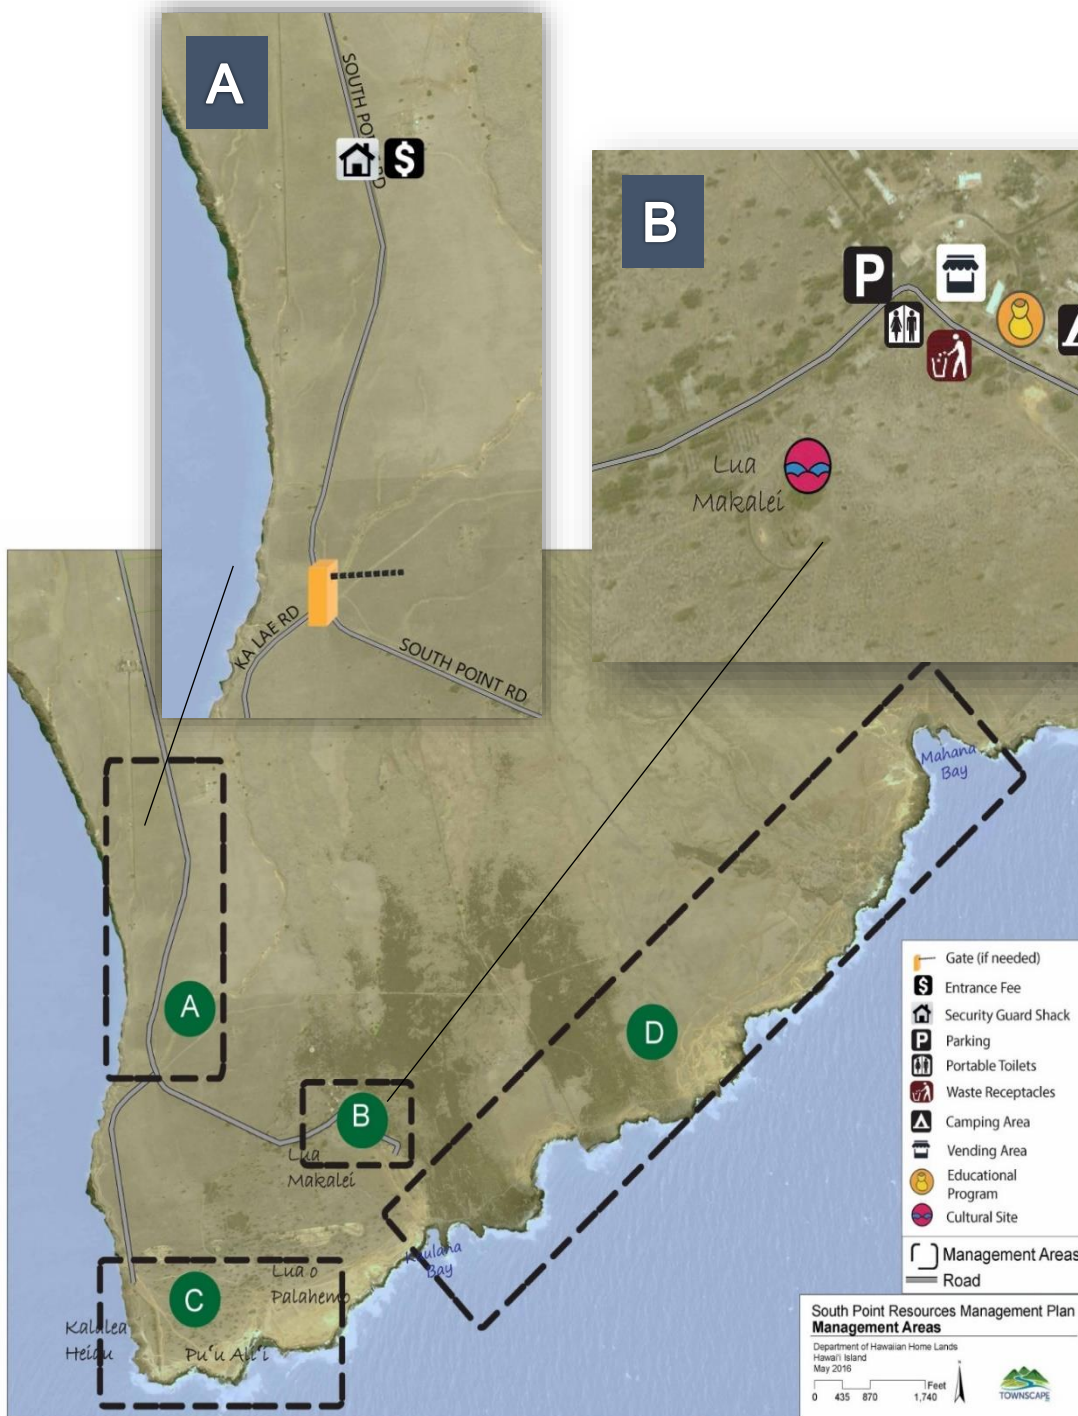 A
SOUTH POINT RD
$
KA LAE RD
SOUTH POINT RD
B
P
Lua
Makalei
Mahana
Bay
A
D
B
Lua
Makalei
Kaulana
Bay
C
Lua o
Palahemo
Kalalea
Heiau
Pu'u Ali'i
Gate (if needed)
$ Entrance Fee
Security Guard Shack
P Parking
Portable Toilets
Waste Receptacles
Camping Area
Vending Area
Educational
Program
Cultural Site
Management Areas
Road
South Point Resources Management Plan
Management Areas
Department of Hawaiian Home Lands
Hawai'i Island
May 2016
Feet
0 435 870 1,740
TOWNSCAPE